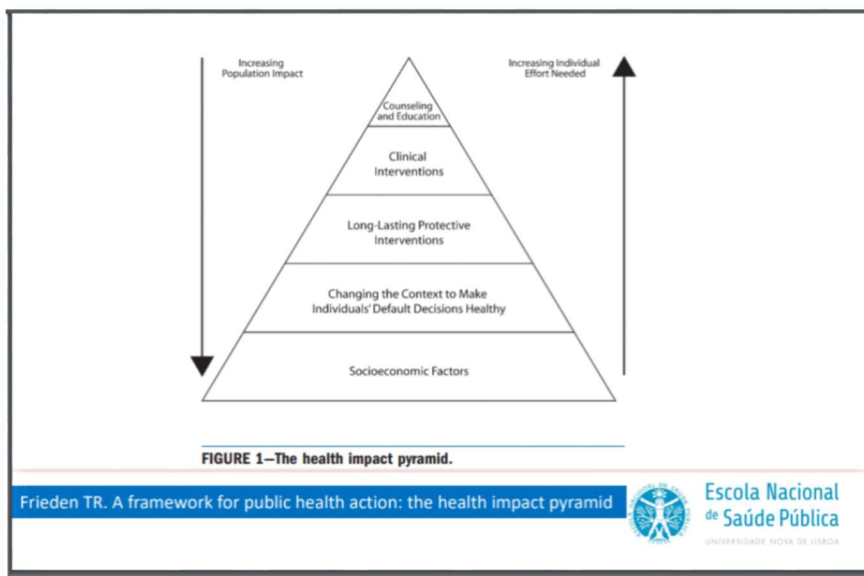 Increasing
Population Impact
Increasing Individual
Effort Needed
Counseling
and Education
Clinical
Interventions
Long-Lasting Protective
Interventions
Changing the Context to Make
Individuals' Default Decisions Healthy
Socioeconomic Factors
FIGURE 1—The health impact pyramid.
Frieden TR. A framework for public health action: the health impact pyramid
Escola Nacional
de Saúde Pública
UNIVERSIDADE NOVA DE LISBOA